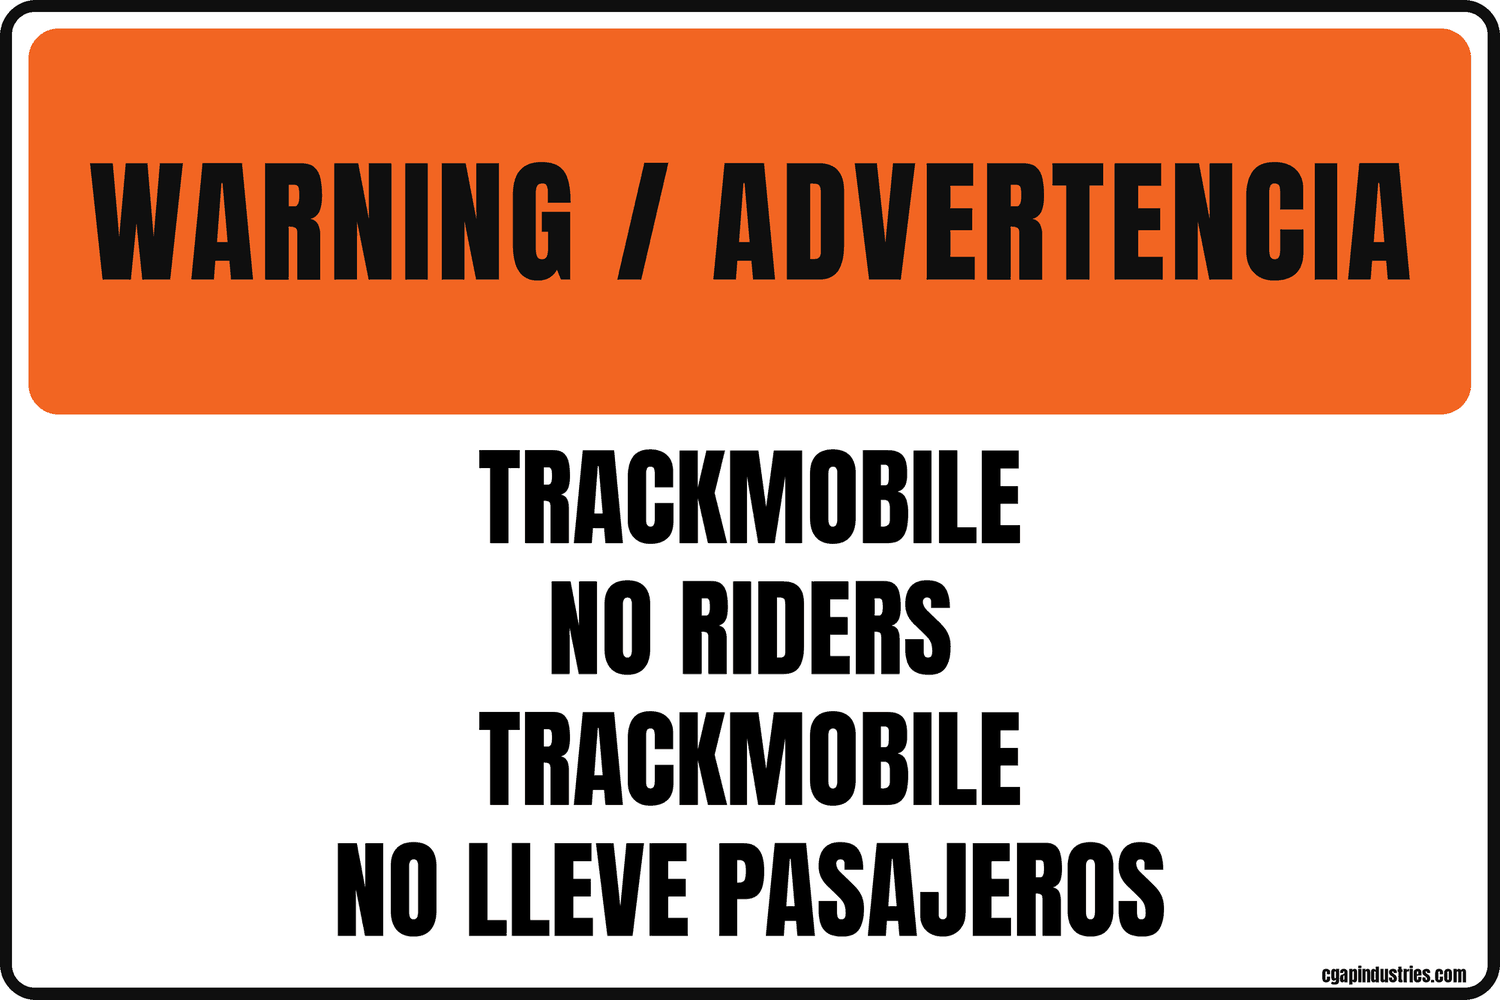 WARNING / ADVERTENCIA
TRACKMOBILE
NO RIDERS
TRACKMOBILE
NO LLEVE PASAJEROS
cgapindustries.com